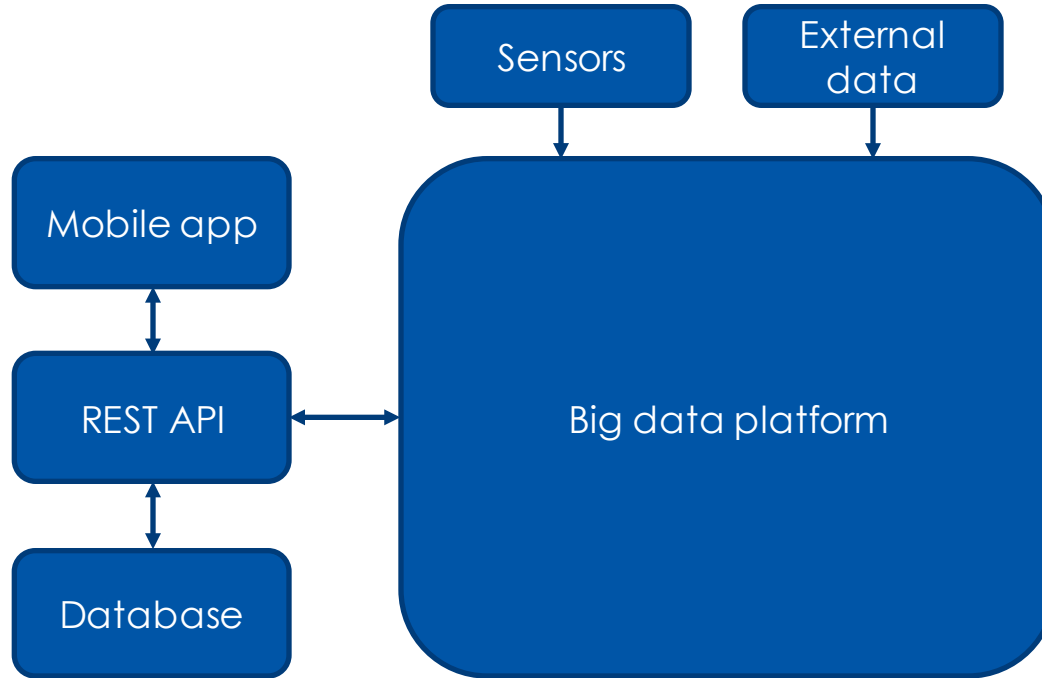 Sensors
External
data
Mobile app
REST API
Big data platform
Database